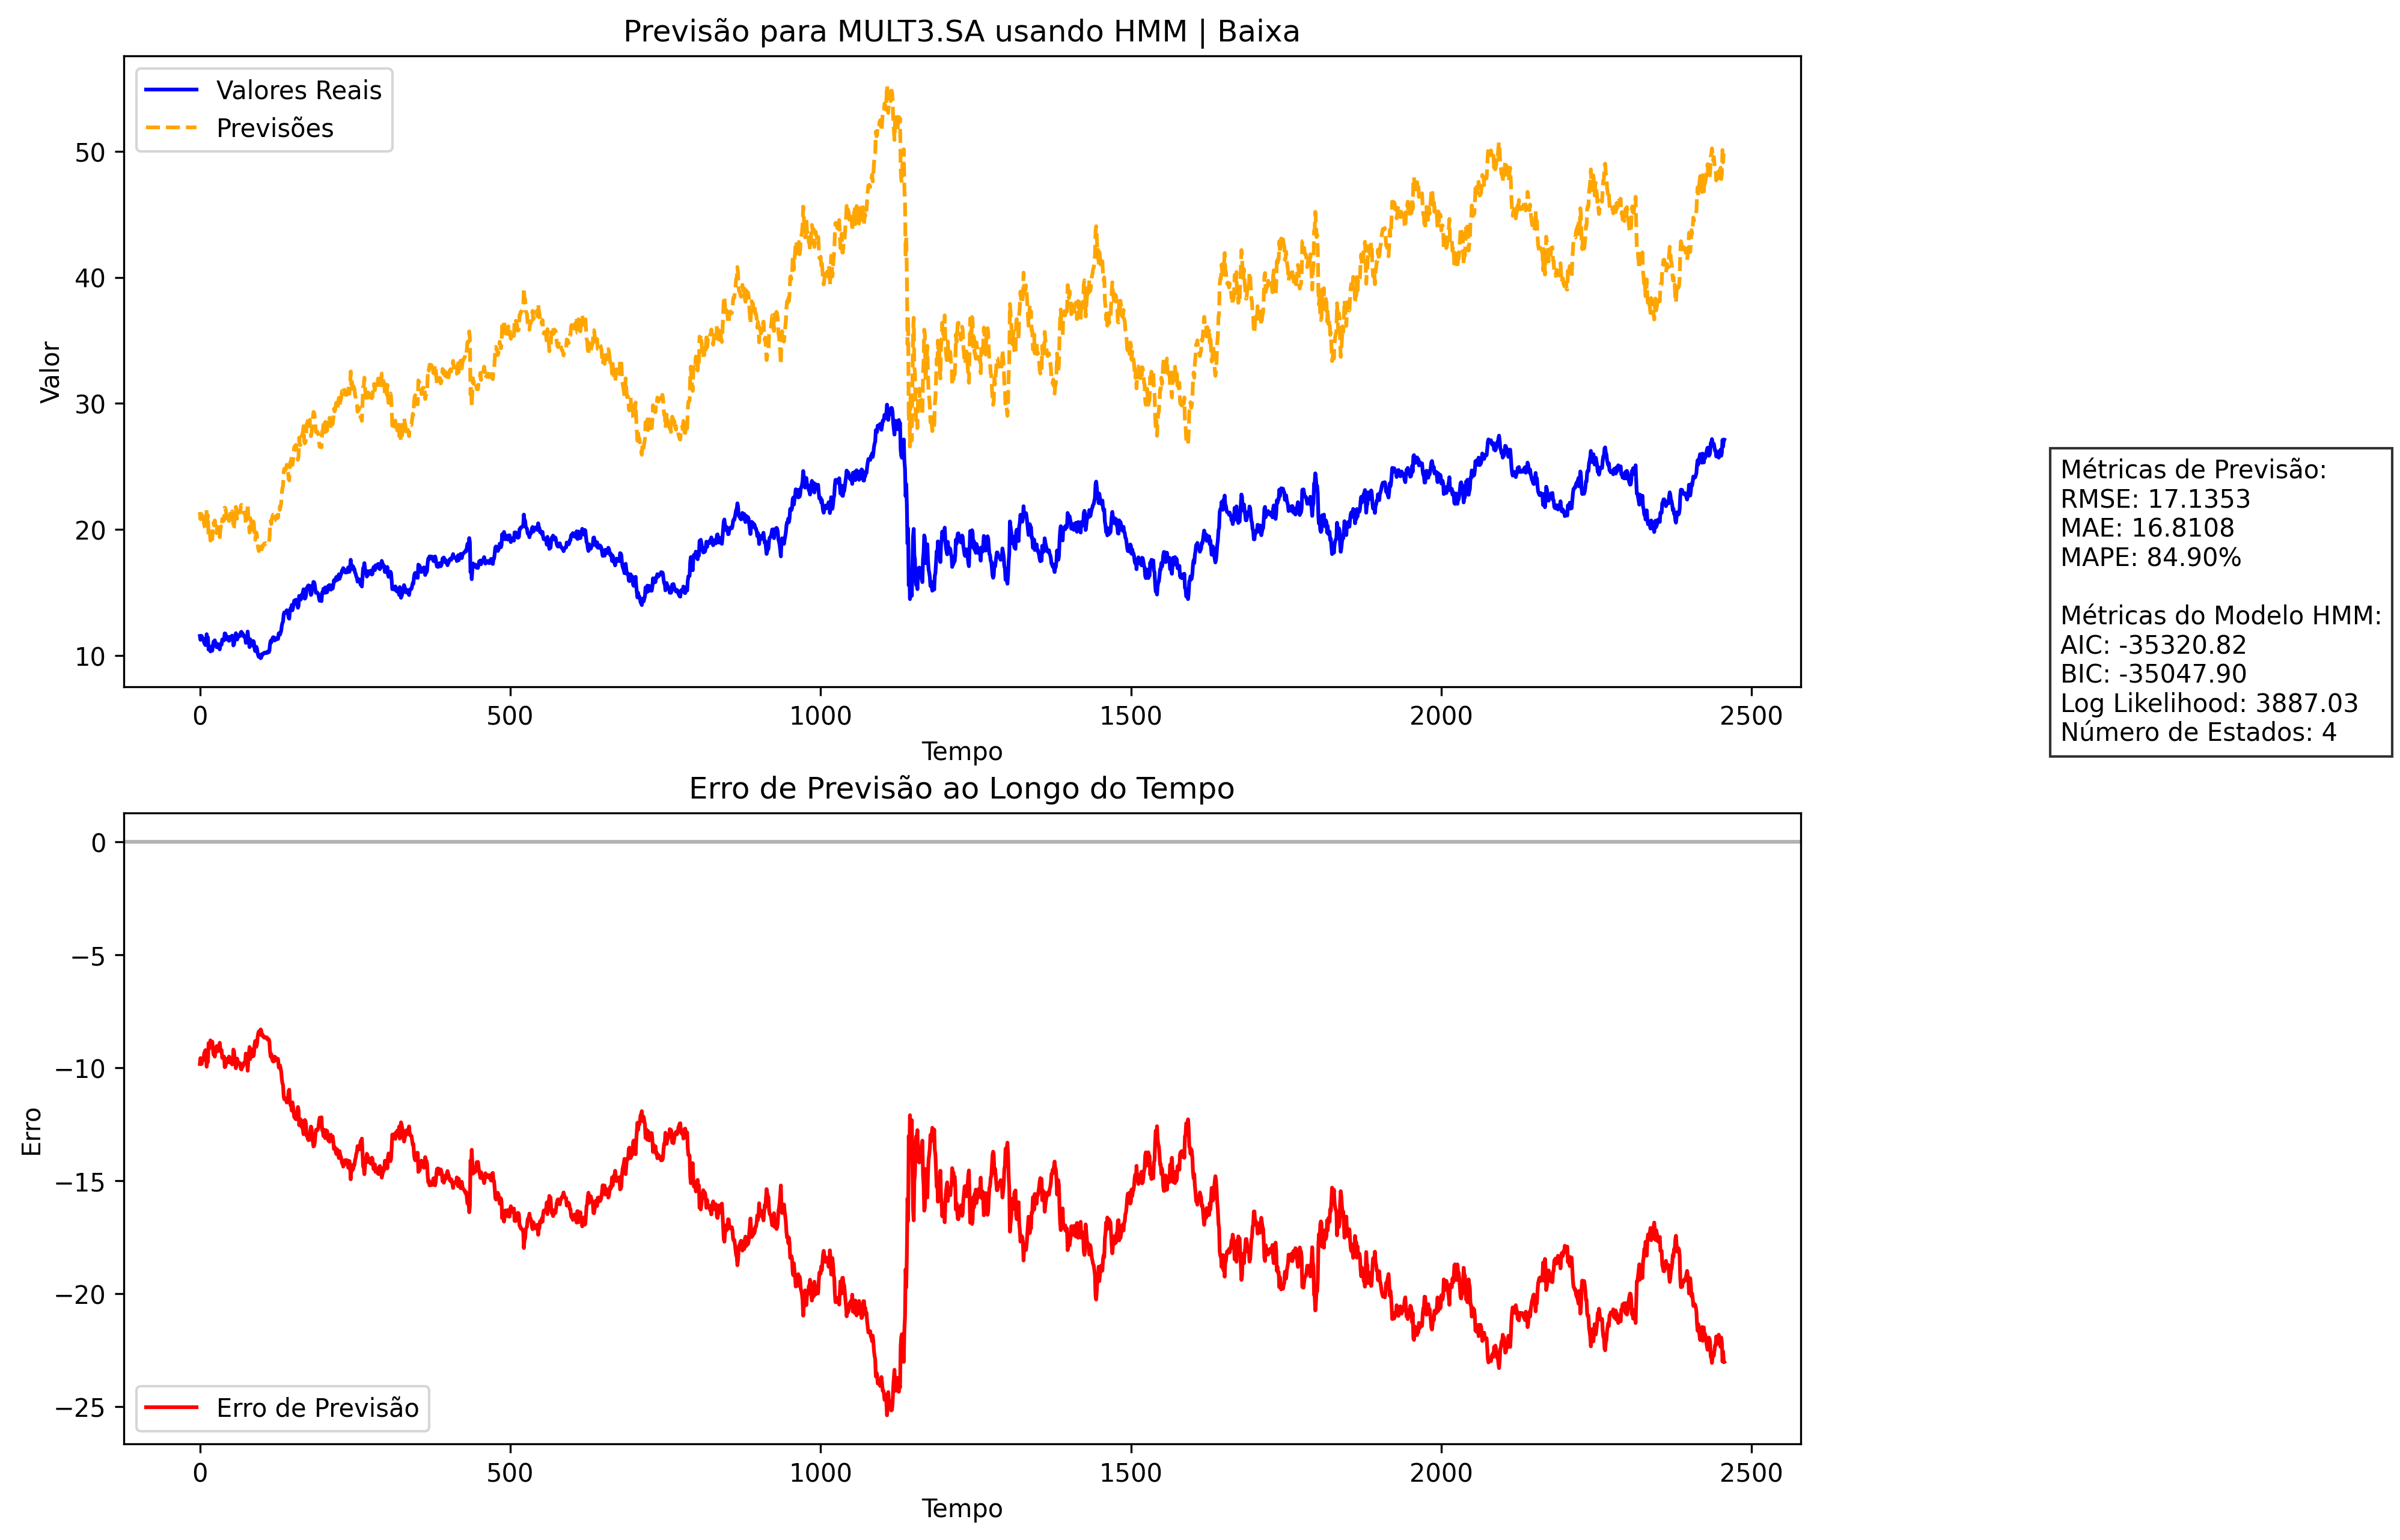 Previsão para MULT3.SA usando HMM | Baixa
Valores Reais
Previsões
Valor
50
40
30
20
10
0 500 1000 1500 2000 2500
Tempo
Métricas de Previsão:
RMSE: 17.1353
MAE: 16.8108
MAPE: 84.90%
Métricas do Modelo HMM:
AIC: -35320.82
BIC: -35047.90
Log Likelihood: 3887.03
Número de Estados: 4
Erro de Previsão ao Longo do Tempo
Erro
0
−5
−10
−15
−20
−25
Erro de Previsão
0 500 1000 1500 2000 2500
Tempo